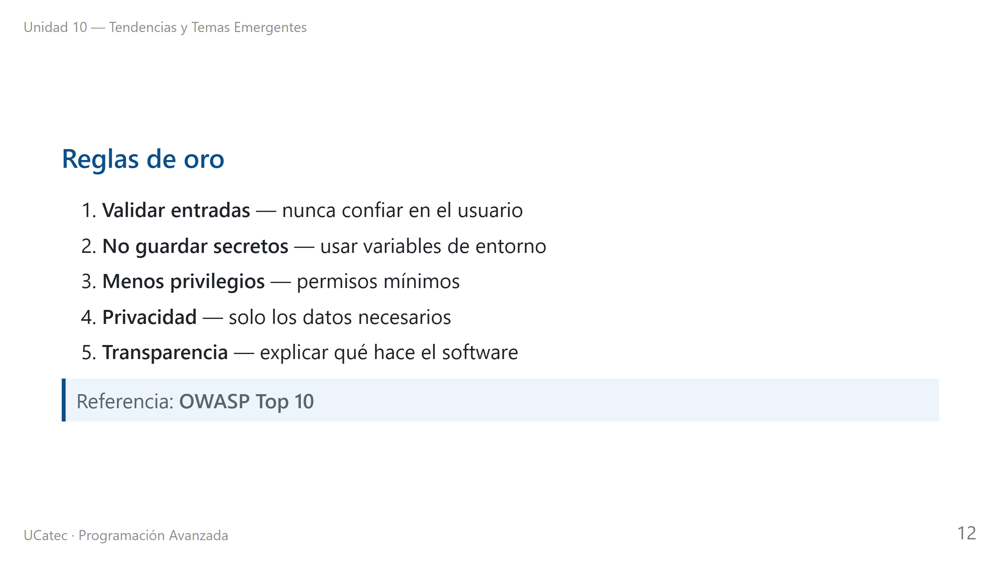 Unidad 10 — Tendencias y Temas Emergentes
Reglas de oro
1. Validar entradas — nunca confiar en el usuario
2. No guardar secretos — usar variables de entorno
3. Menos privilegios — permisos mínimos
4. Privacidad — solo los datos necesarios
5. Transparencia — explicar qué hace el software
Referencia: OWASP Top 10
UCatec · Programación Avanzada
12